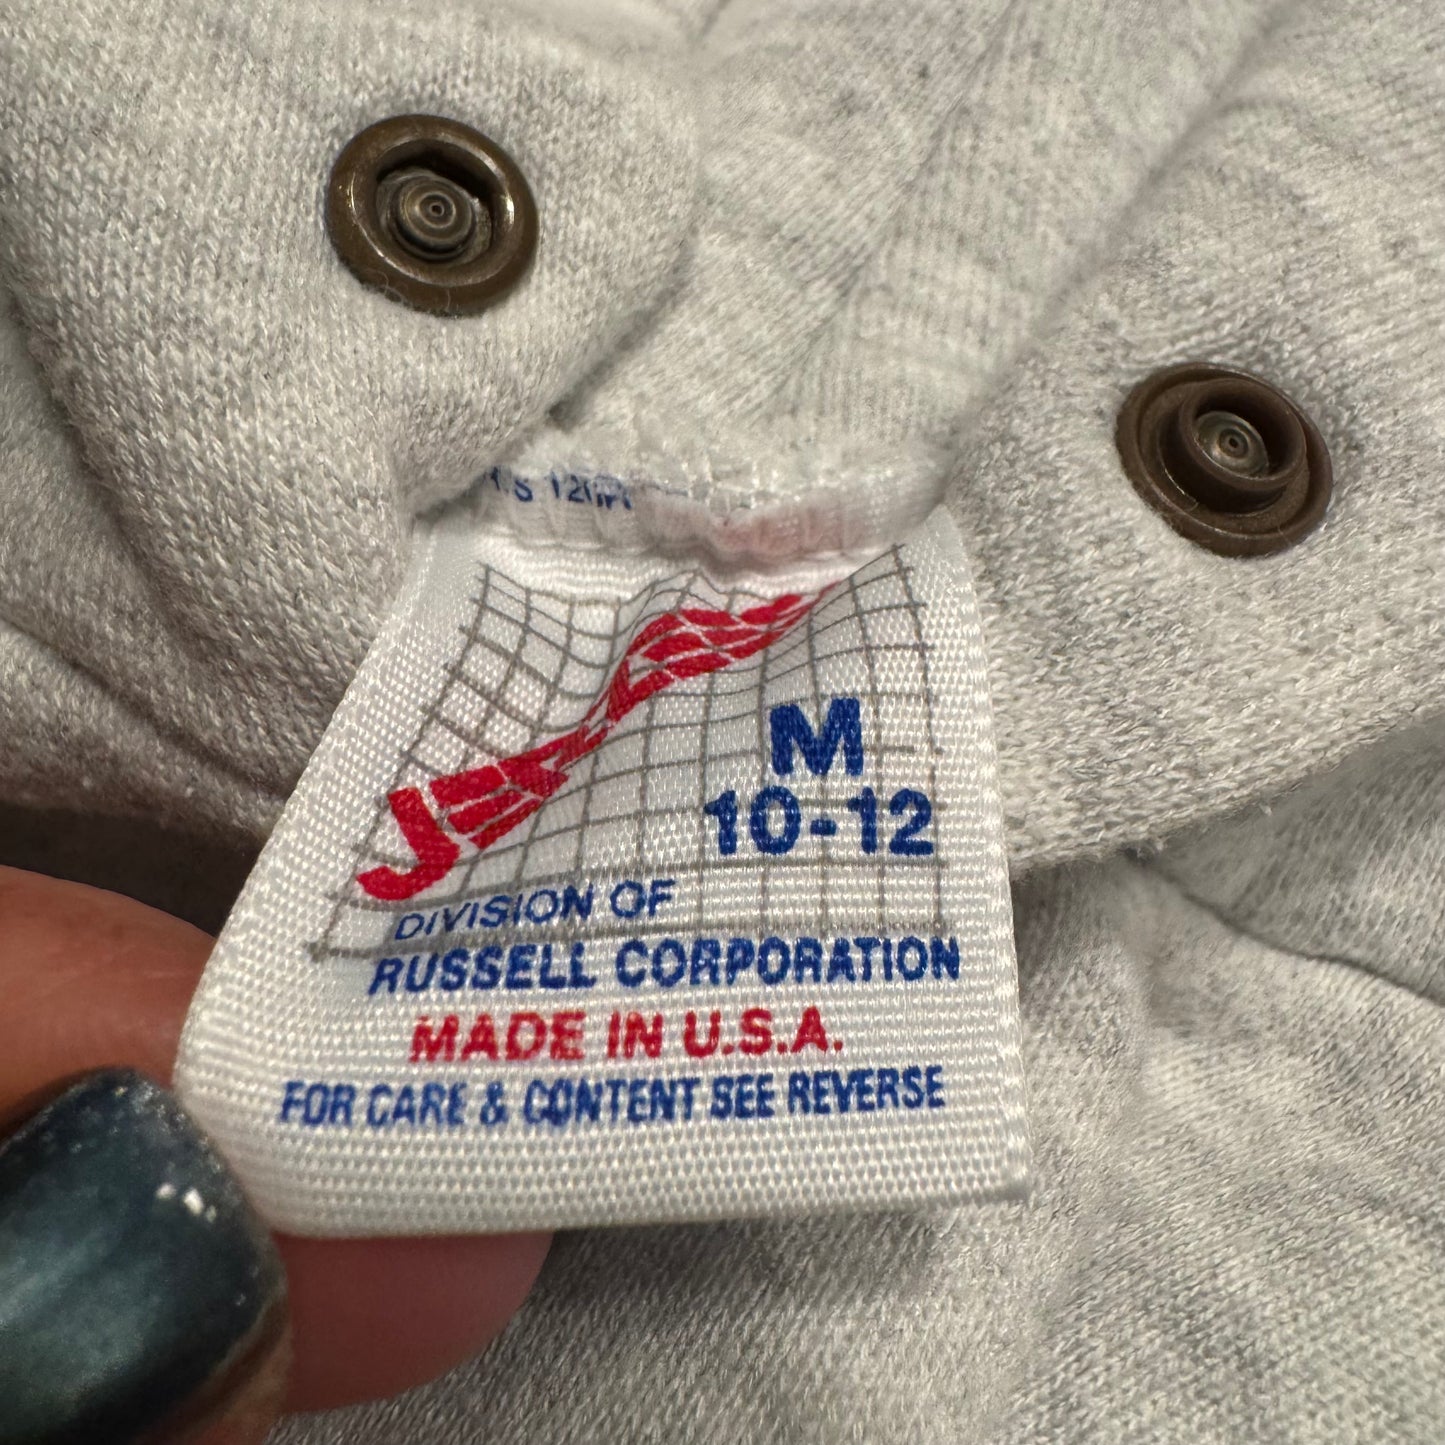 M
10-12
DIVISION OF
RUSSELL CORPORATION
MADE IN U.S.A.
FOR CARE & CONTENT SEE REVERSE